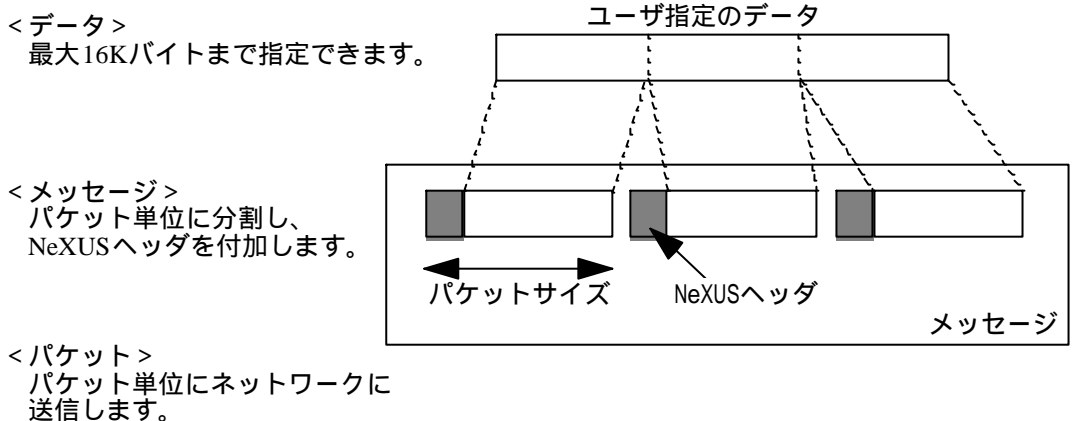 ユーザ指定のデータ
<データ>
最大16Kバイトまで指定できます。
<メッセージ>
パケット単位に分割し、
NeXUSヘッダを付加します。
パケットサイズ
NeXUSヘッダ
メッセージ
<パケット>
パケット単位にネットワークに
送信します。